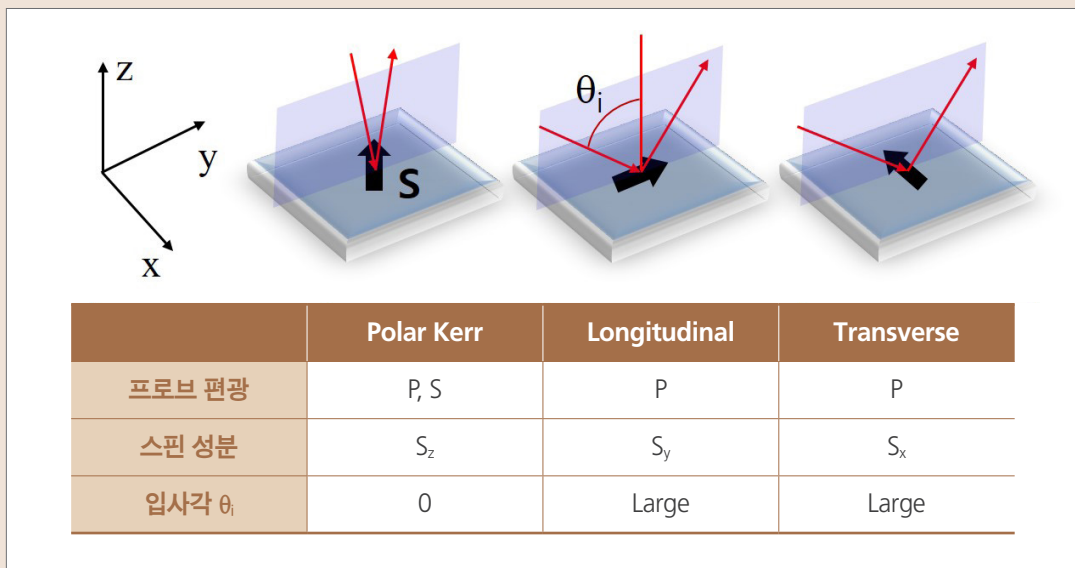 z
y
x
S
θi
Polar Kerr Longitudinal Transverse
프로브 편광 P, S P P
스핀 성분 Sz Sy Sx
입사각 θi 0 Large Large